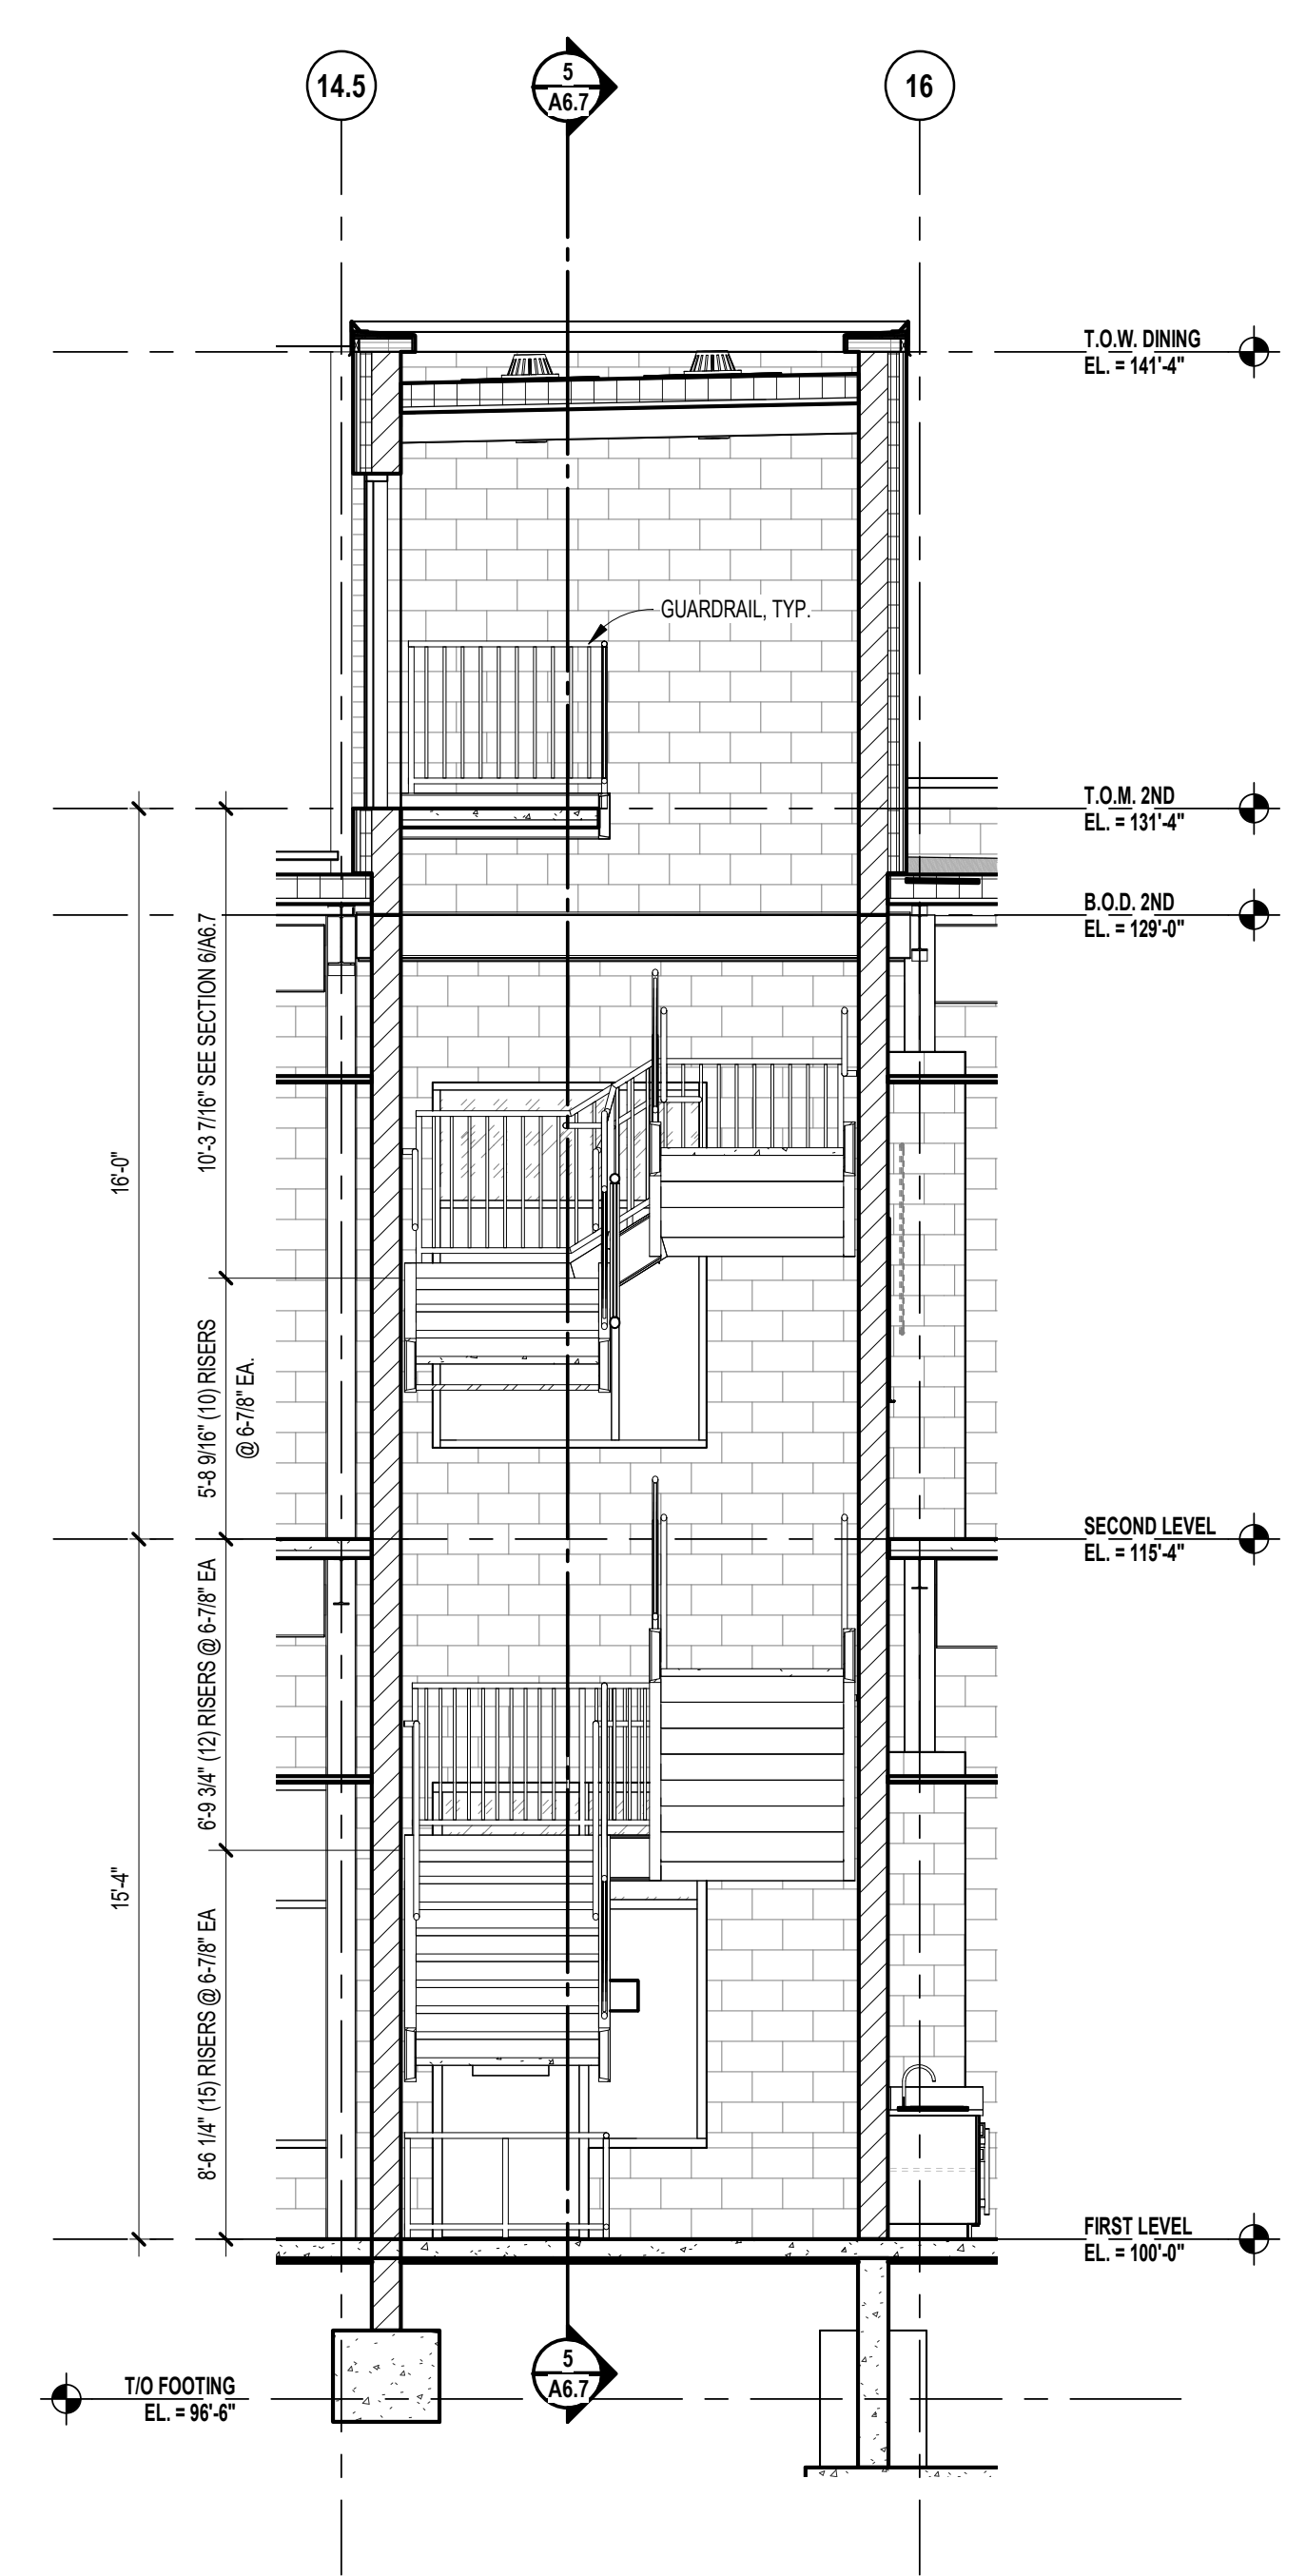 14.5
5
A6.7
16
T.O.W. DINING
EL. = 141'-4"
GUARDRAIL, TYP.
T.O.M. 2ND
EL. = 131'-4"
B.O.D. 2ND
EL. = 129'-0"
10'-3 7/16" SEE SECTION 6/A6.7
16'-0"
5'-8 9/16" (10) RISERS
@ 6-7/8" EA.
SECOND LEVEL
EL. = 115'-4"
6'-9 3/4" (12) RISERS @ 6-7/8" EA
15'-4"
8'-6 1/4" (15) RISERS @ 6-7/8" EA
FIRST LEVEL
EL. = 100'-0"
5
A6.7
T/O FOOTING
EL. = 96'-6"